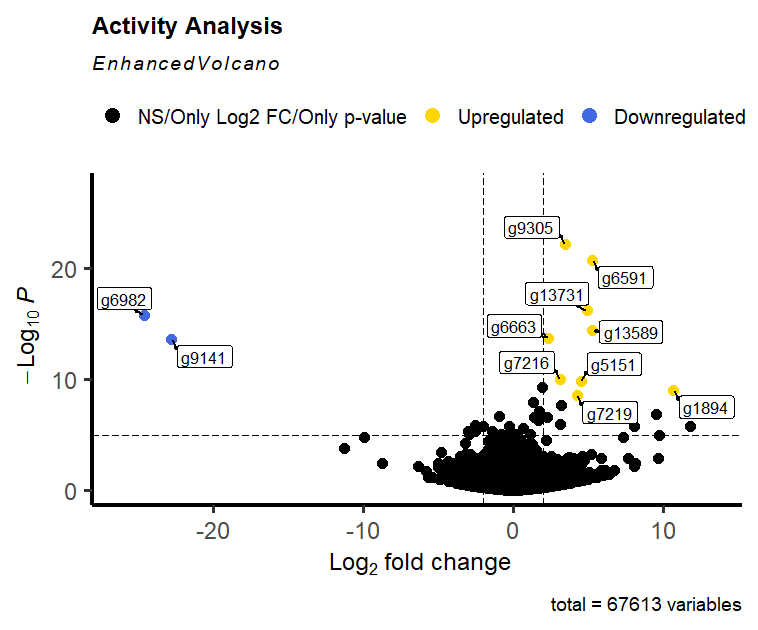 Activity Analysis
EnhancedVolcano
NS/Only Log2 FC/Only p-value Upregulated Downregulated
g9305
g6591
20
g6982
g13731
g6663
g13589
g9141
g7216
g5151
10
g1894
g7219
0
−Log10 P
-20 -10 0 10
Log2 fold change
total = 67613 variables